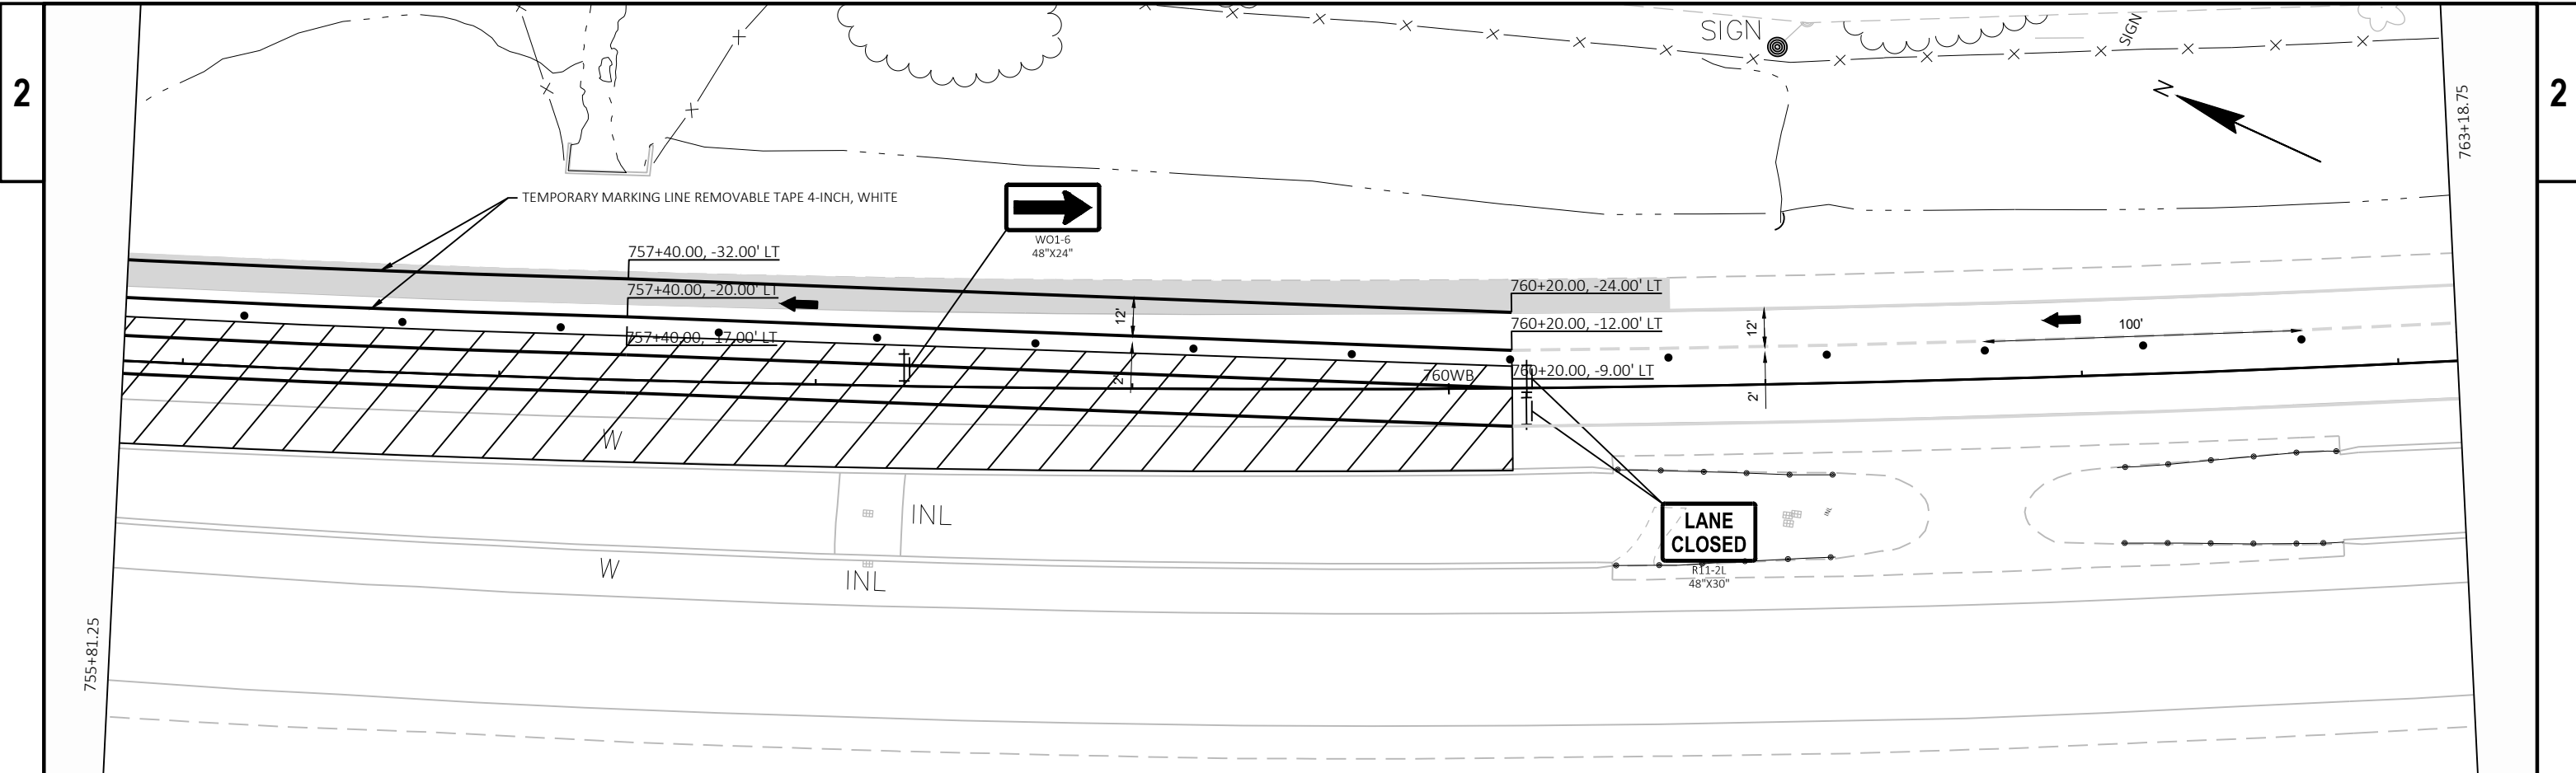 2
2
SIGN
SIGN
N
763+18.75
TEMPORARY MARKING LINE REMOVABLE TAPE 4-INCH, WHITE
WO1-6
48"X24"
757+40.00, -32.00' LT
757+40.00, -20.00' LT
757+40.00, -17.00' LT
12'
2'
760+20.00, -24.00' LT
760+20.00, -12.00' LT
760+20.00, -9.00' LT
760WB
12'
2'
100'
W
W
INL
INL
INL
LANE
CLOSED
R11-2L
48"X30"
755+81.25